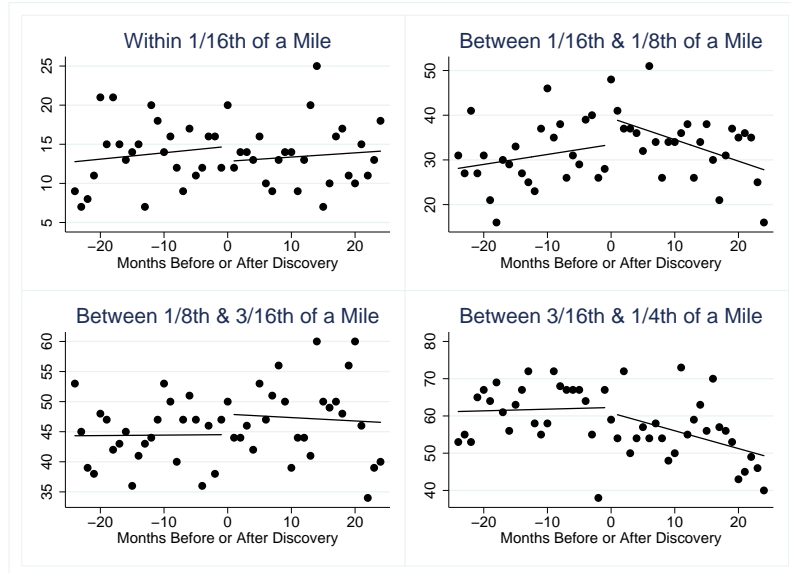 Within 1/16th of a Mile
25
20
15
10
5
−20 −10 0 10 20
Months Before or After Discovery
Between 1/16th & 1/8th of a Mile
50
40
30
20
−20 −10 0 10 20
Months Before or After Discovery
Between 1/8th & 3/16th of a Mile
60
55
50
45
40
35
−20 −10 0 10 20
Months Before or After Discovery
Between 3/16th & 1/4th of a Mile
80
70
60
50
40
−20 −10 0 10 20
Months Before or After Discovery